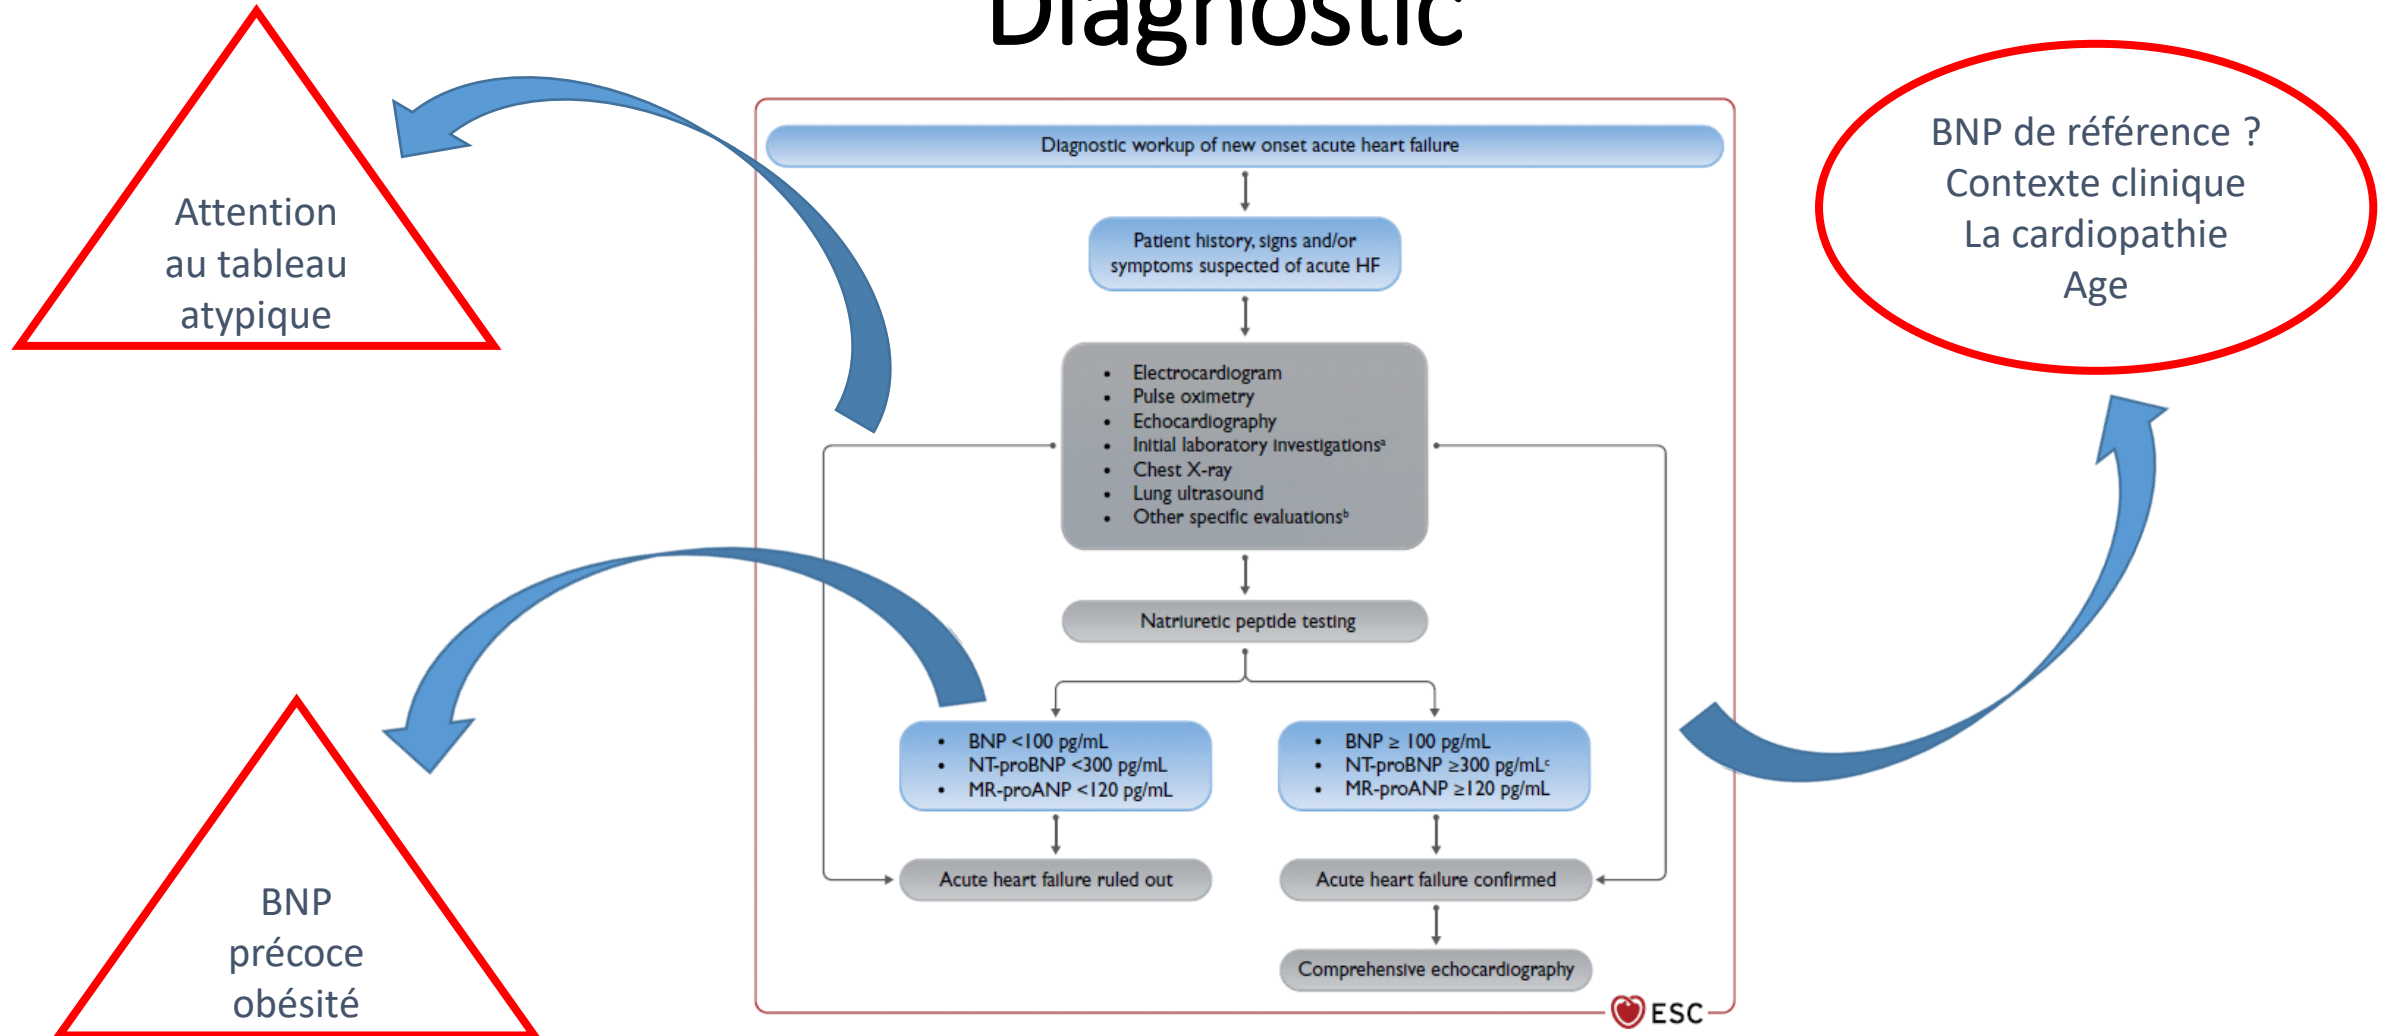 Diagnostic
Attention
au tableau
atypique
BNP de référence ?
Contexte clinique
La cardiopathie
Age
Diagnostic workup of new onset acute heart failure
Patient history, signs and/or
symptoms suspected of acute HF
• Electrocardiogram
• Pulse oximetry
• Echocardiography
• Initial laboratory investigationsᵃ
• Chest X-ray
• Lung ultrasound
• Other specific evaluationsᵇ
Natriuretic peptide testing
• BNP <100 pg/mL
• NT-proBNP <300 pg/mL
• MR-proANP <120 pg/mL
• BNP ≥ 100 pg/mL
• NT-proBNP ≥300 pg/mLᶜ
• MR-proANP ≥120 pg/mL
Acute heart failure ruled out
Acute heart failure confirmed
Comprehensive echocardiography
BNP
précoce
obésité
ESC